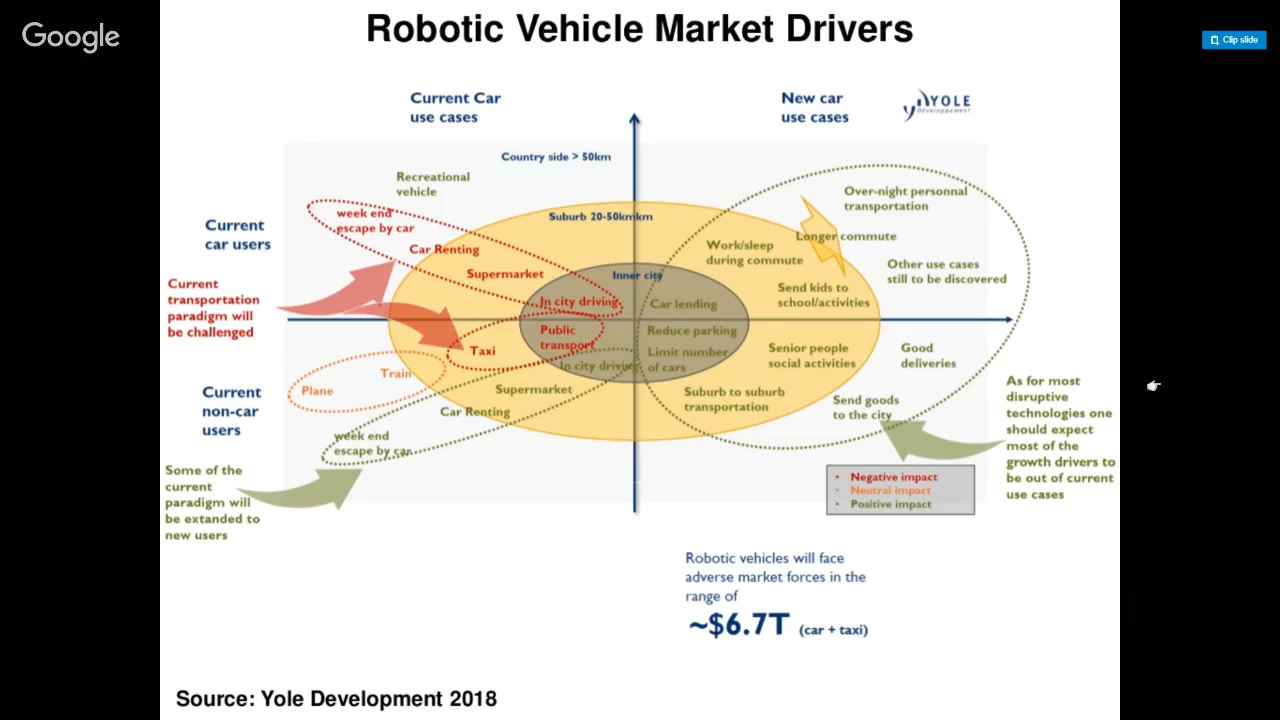 Google
Robotic Vehicle Market Drivers
Clip slide
Current Car
use cases
New car
use cases
YOLE
Développement
Country side > 50km
Recreational
vehicle
Over-night personnal
transportation
Current
car users
week end
escape by car
Suburb 20-50kmkm
Longer commute
Car Renting
Work/sleep
during commute
Supermarket
Inner city
Other use cases
still to be discovered
Current
transportation
paradigm will
be challenged
In city driving
Car lending
Send kids to
school/activities
Public
transport
Reduce parking
Taxi
Limit number
of cars
Senior people
social activities
Good
deliveries
In city driving
Train
Plane
Current
non-car
users
Supermarket
Suburb to suburb
transportation
Send goods
to the city
Car Renting
week end
escape by car
As for most
disruptive
technologies one
should expect
most of the
growth drivers to
be out of current
use cases
Some of the
current
paradigm will
be extanded to
new users
• Negative impact
• Neutral impact
• Positive impact
Robotic vehicles will face
adverse market forces in the
range of
~$6.7T (car + taxi)
Source: Yole Development 2018